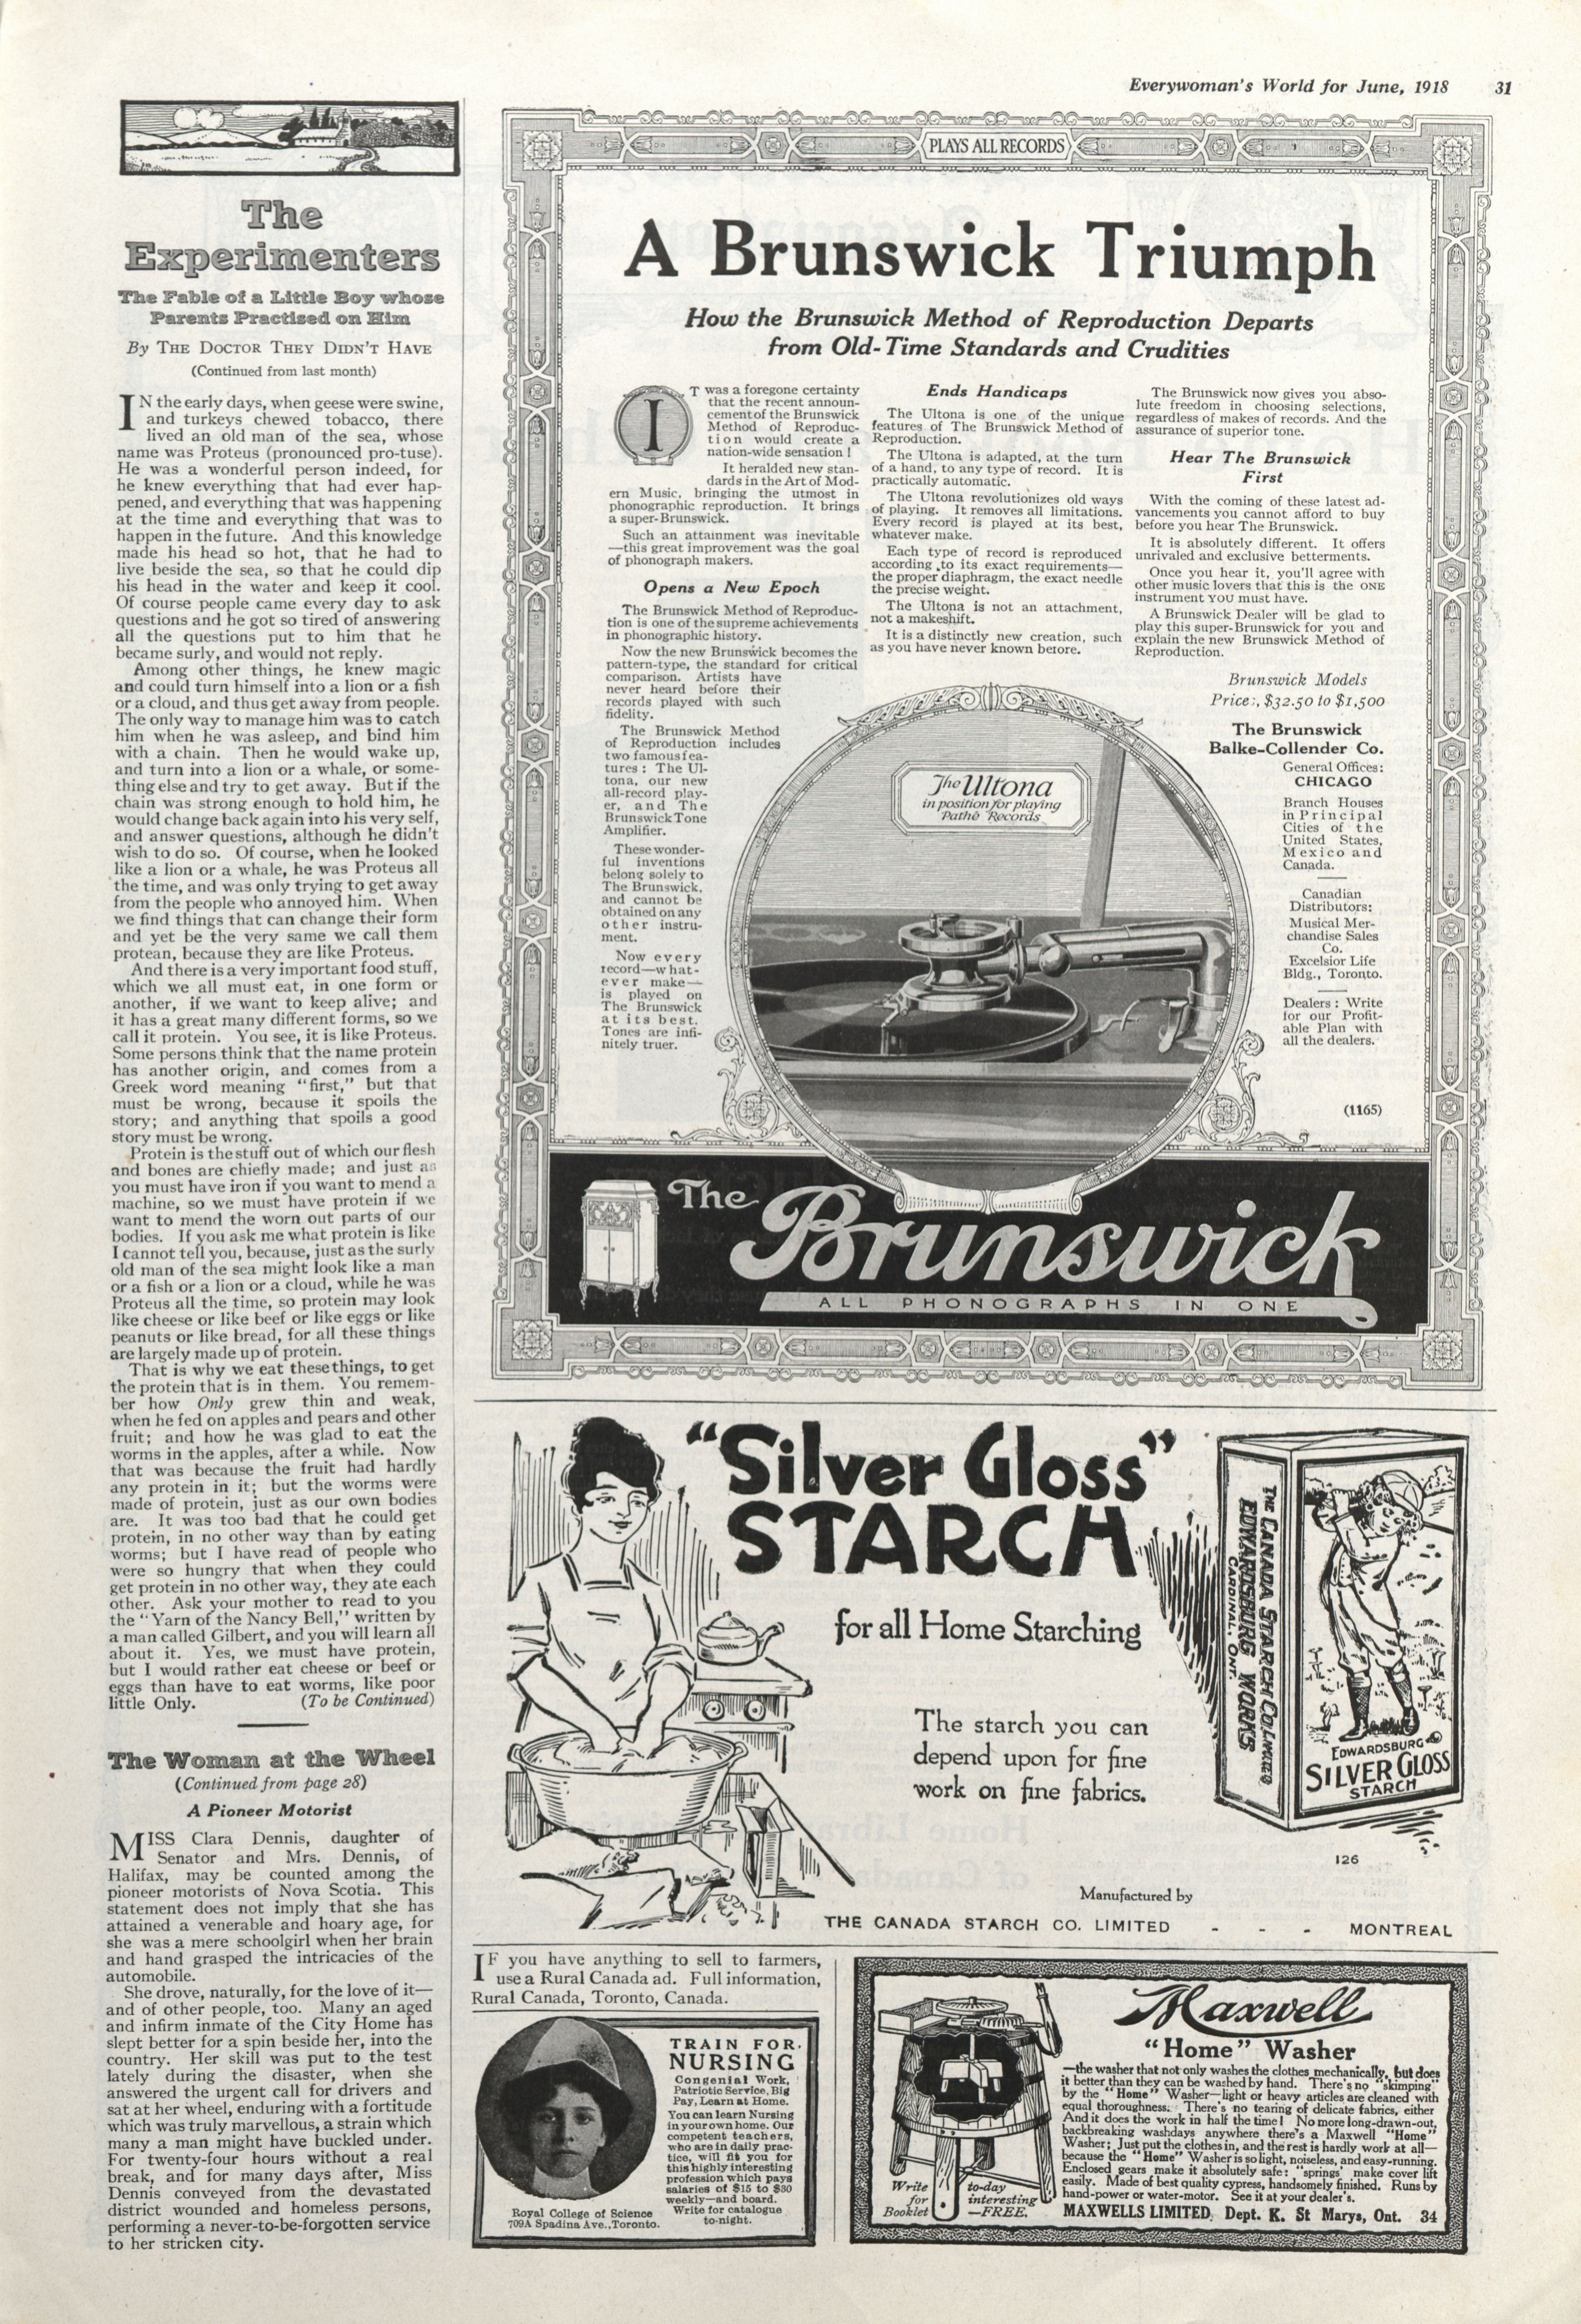 Everywoman's World for June, 1918 31
The
Experimenters
The Fable of a Little Boy whose
Parents Practised on Him
By THE DOCTOR THEY DIDN'T HAVE
(Continued from last month)
IN the early days, when geese were swine,
and turkeys chewed tobacco, there
lived an old man of the sea, whose
name was Proteus (pronounced pro-tuse).
He was a wonderful person indeed, for
he knew everything that had ever hap-
pened, and everything that was happening
at the time and everything that was to
happen in the future. And this knowledge
made his head so hot, that he had to
live beside the sea, so that he could dip
his head in the water and keep it cool.
Of course people came every day to ask
questions and he got so tired of answering
all the questions put to him that he
became surly, and would not reply.
Among other things, he knew magic
and could turn himself into a lion or a fish
or a cloud, and thus get away from people.
The only way to manage him was to catch
him when he was asleep, and bind him
with a chain. Then he would wake up,
and turn into a lion or a whale, or some-
thing else and try to get away. But if the
chain was strong enough to hold him, he
would change back again into his very self,
and answer questions, although he didn't
wish to do so. Of course, when he looked
like a lion or a whale, he was Proteus all
the time, and was only trying to get away
from the people who annoyed him. When
we find things that can change their form
and yet be the very same we call them
protean, because they are like Proteus.
And there is a very important food stuff,
which we all must eat, in one form or
another, if we want to keep alive; and
it has a great many different forms, so we
call it protein. You see, it is like Proteus.
Some persons think that the name protein
has another origin, and comes from a
Greek word meaning "first," but that
must be wrong, because it spoils the
story; and anything that spoils a good
story must be wrong.
Protein is the stuff out of which our flesh
and bones are chiefly made; and just as
you must have iron if you want to mend a
machine, so we must have protein if we
want to mend the worn out parts of our
bodies. If you ask me what protein is like
I cannot tell you, because, just as the surly
old man of the sea might look like a man
or a fish or a lion or a cloud, while he was
Proteus all the time, so protein may look
like cheese or like beef or like eggs or like
peanuts or like bread, for all these things
are largely made up of protein.
That is why we eat these things, to get
the protein that is in them. You remem-
ber how Only grew thin and weak,
when he fed on apples and pears and other
fruit; and how he was glad to eat the
worms in the apples, after a while. Now
that was because the fruit had hardly
any protein in it; but the worms were
made of protein, just as our own bodies
are. It was too bad that he could get
protein, in no other way than by eating
worms; but I have read of people who
were so hungry that when they could
get protein in no other way, they ate each
other. Ask your mother to read to you
the "Yarn of the Nancy Bell," written by
a man called Gilbert, and you will learn all
about it. Yes, we must have protein,
but I would rather eat cheese or beef or
eggs than have to eat worms, like poor
little Only. (To be Continued)
The Woman at the Wheel
(Continued from page 28)
A Pioneer Motorist
MISS Clara Dennis, daughter of
Senator and Mrs. Dennis, of
Halifax, may be counted among the
pioneer motorists of Nova Scotia. This
statement does not imply that she has
attained a venerable and hoary age, for
she was a mere schoolgirl when her brain
and hand grasped the intricacies of the
automobile.
She drove, naturally, for the love of it—
and of other people, too. Many an aged
and infirm inmate of the City Home has
slept better for a spin beside her, into the
country. Her skill was put to the test
lately during the disaster, when she
answered the urgent call for drivers and
sat at her wheel, enduring with a fortitude
which was truly marvellous, a strain which
many a man might have buckled under.
For twenty-four hours without a real
break, and for many days after, Miss
Dennis conveyed from the devastated
district wounded and homeless persons,
performing a never-to-be-forgotten service
to her stricken city.
PLAYS ALL RECORDS
A Brunswick Triumph
How the Brunswick Method of Reproduction Departs
from Old-Time Standards and Crudities
IT was a foregone certainty
that the recent announ-
cement of the Brunswick
Method of Reproduc-
tion would create a
nation-wide sensation!
It heralded new stan-
dards in the Art of Mod-
ern Music, bringing the utmost in
phonographic reproduction. It brings
a super-Brunswick.
Such an attainment was inevitable
—this great improvement was the goal
of phonograph makers.
Opens a New Epoch
The Brunswick Method of Reproduc-
tion is one of the supreme achievements
in phonographic history.
Now the new Brunswick becomes the
pattern-type, the standard for critical
comparison. Artists have
never heard before their
records played with such
fidelity.
The Brunswick Method
of Reproduction includes
two famous fea-
tures: The Ul-
tona, our new
all-record play-
er, and The
Brunswick Tone
Amplifier.
These wonder-
ful inventions
belong solely to
The Brunswick,
and cannot be
obtained on any
other instru-
ment.
Now every
record—what-
ever make—
is played on
The Brunswick
at its best.
Tones are infi-
nitely truer.
Ends Handicaps
The Ultona is one of the unique
features of The Brunswick Method of
Reproduction.
The Ultona is adapted, at the turn
of a hand, to any type of record. It is
practically automatic.
The Ultona revolutionizes old ways
of playing. It removes all limitations.
Every record is played at its best,
whatever make.
Each type of record is reproduced
according to its exact requirements—
the proper diaphragm, the exact needle
the precise weight.
The Ultona is not an attachment,
not a makeshift.
It is a distinctly new creation, such
as you have never known before.
The Brunswick now gives you abso-
lute freedom in choosing selections,
regardless of makes of records. And the
assurance of superior tone.
Hear The Brunswick
First
With the coming of these latest ad-
vancements you cannot afford to buy
before you hear The Brunswick.
It is absolutely different. It offers
unrivaled and exclusive betterments.
Once you hear it, you'll agree with
other music lovers that this is the ONE
instrument YOU must have.
A Brunswick Dealer will be glad to
play this super-Brunswick for you and
explain the new Brunswick Method of
Reproduction.
Brunswick Models
Price:, $32.50 to $1,500
The Brunswick
Balke-Collender Co.
General Offices:
CHICAGO
Branch Houses
in Principal
Cities of the
United States,
Mexico and
Canada.
Canadian
Distributors:
Musical Mer-
chandise Sales
Co.
Excelsior Life
Bldg., Toronto.
Dealers: Write
for our Profit-
able Plan with
all the dealers.
(1165)
The Ultona
in position for playing
Pathé Records
The
Brunswick
ALL PHONOGRAPHS IN ONE
"Silver Gloss"
STARCH
for all Home Starching
The starch you can
depend upon for fine
work on fine fabrics.
THE CANADA STARCH CO. LIMITED
EDWARDSBURG WORKS
CARDINAL, ONT.
EDWARDSBURG
SILVER GLOSS
STARCH
126
Manufactured by
THE CANADA STARCH CO. LIMITED - - - MONTREAL
IF you have anything to sell to farmers,
use a Rural Canada ad. Full information,
Rural Canada, Toronto, Canada.
TRAIN FOR
NURSING
Congenial Work,
Patriotic Service, Big
Pay, Learn at Home.
You can learn Nursing
in your own home. Our
competent teachers,
who are in daily prac-
tice, will fit you for
this highly interesting
profession which pays
salaries of $15 to $30
weekly—and board.
Write for catalogue
to-night.
Royal College of Science
709A Spadina Ave., Toronto.
Maxwell
"Home" Washer
—the washer that not only washes the clothes mechanically, but does
it better than they can be washed by hand. There's no "skimping"
by the "Home" Washer—light or heavy articles are cleaned with
equal thoroughness. There's no tearing of delicate fabrics, either
And it does the work in half the time! No more long-drawn-out,
backbreaking washdays anywhere there's a Maxwell "Home"
Washer; Just put the clothes in, and the rest is hardly work at all—
because the "Home" Washer is so light, noiseless, and easy-running.
Enclosed gears make it absolutely safe: "springs" make cover lift
easily. Made of best quality cypress, handsomely finished. Runs by
hand-power or water-motor. See it at your dealer's.
MAXWELLS LIMITED, Dept. K. St Marys, Ont. 34
Write to-day
for interesting
Booklet —FREE.